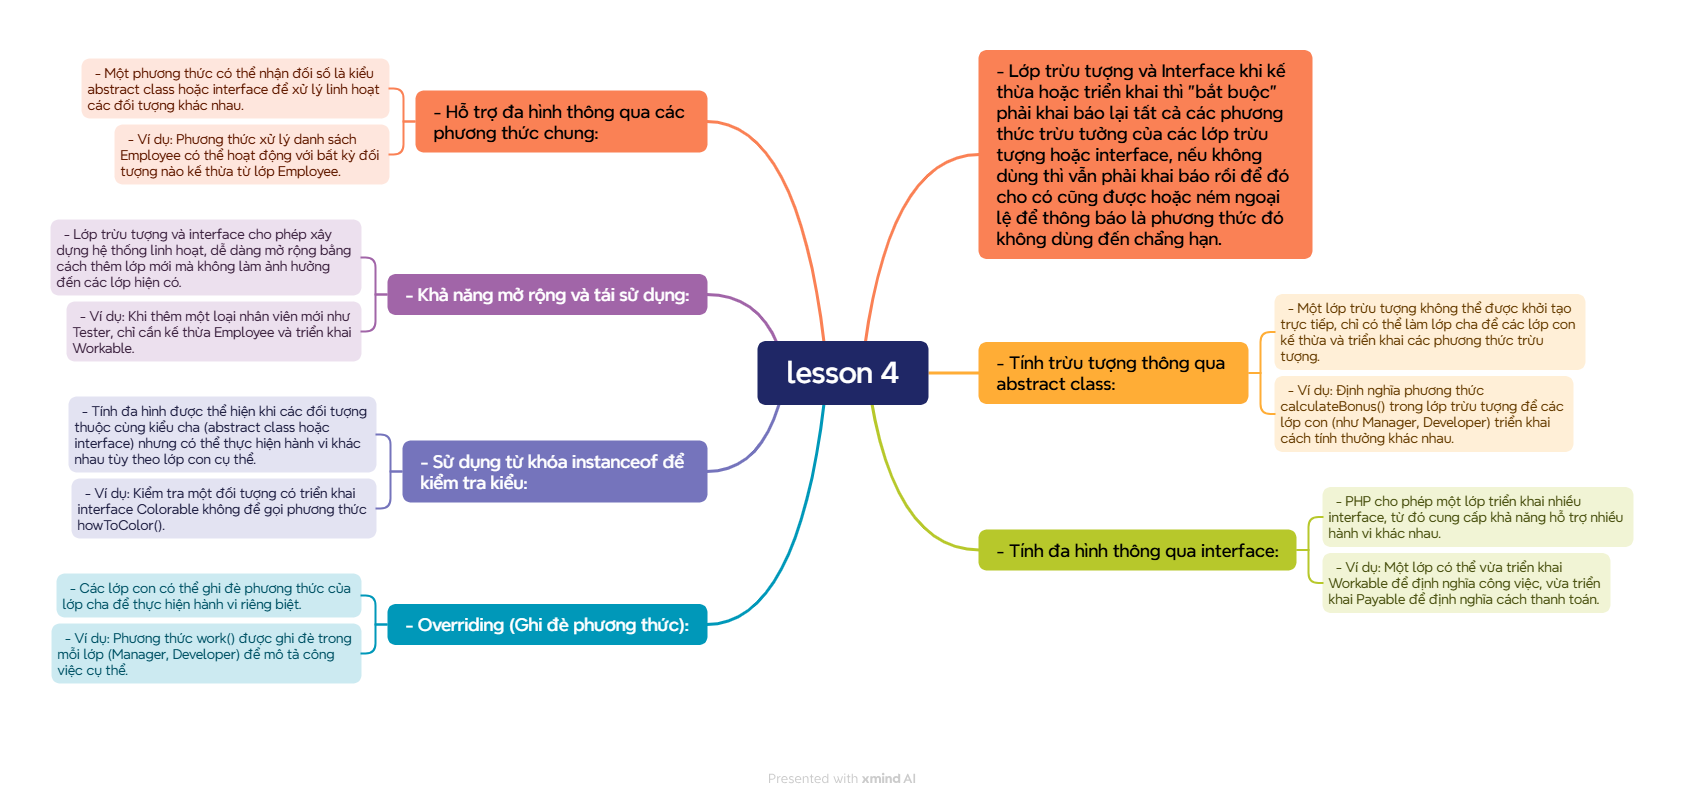 lesson 4
- Lớp trừu tượng và Interface khi kế
thừa hoặc triển khai thì "bắt buộc"
phải khai báo lại tất cả các phương
thức trừu tưởng của các lớp trừu
tượng hoặc interface, nếu không
dùng thì vẫn phải khai báo rồi để đó
cho có cũng được hoặc ném ngoại
lệ để thông báo là phương thức đó
không dùng đến chẳng hạn.
- Tính trừu tượng thông qua
abstract class:
- Một lớp trừu tượng không thể được khởi tạo
trực tiếp, chỉ có thể làm lớp cha để các lớp con
kế thừa và triển khai các phương thức trừu
tượng.
- Ví dụ: Định nghĩa phương thức
calculateBonus() trong lớp trừu tượng để các
lớp con (như Manager, Developer) triển khai
cách tính thưởng khác nhau.
- Tính đa hình thông qua interface:
- PHP cho phép một lớp triển khai nhiều
interface, từ đó cung cấp khả năng hỗ trợ nhiều
hành vi khác nhau.
- Ví dụ: Một lớp có thể vừa triển khai
Workable để định nghĩa công việc, vừa triển
khai Payable để định nghĩa cách thanh toán.
- Hỗ trợ đa hình thông qua các
phương thức chung:
- Một phương thức có thể nhận đối số là kiểu
abstract class hoặc interface để xử lý linh hoạt
các đối tượng khác nhau.
- Ví dụ: Phương thức xử lý danh sách
Employee có thể hoạt động với bất kỳ đối
tượng nào kế thừa từ lớp Employee.
- Khả năng mở rộng và tái sử dụng:
- Lớp trừu tượng và interface cho phép xây
dựng hệ thống linh hoạt, dễ dàng mở rộng bằng
cách thêm lớp mới mà không làm ảnh hưởng
đến các lớp hiện có.
- Ví dụ: Khi thêm một loại nhân viên mới như
Tester, chỉ cần kế thừa Employee và triển khai
Workable.
- Sử dụng từ khóa instanceof để
kiểm tra kiểu:
- Tính đa hình được thể hiện khi các đối tượng
thuộc cùng kiểu cha (abstract class hoặc
interface) nhưng có thể thực hiện hành vi khác
nhau tùy theo lớp con cụ thể.
- Ví dụ: Kiểm tra một đối tượng có triển khai
interface Colorable không để gọi phương thức
howToColor().
- Overriding (Ghi đè phương thức):
- Các lớp con có thể ghi đè phương thức của
lớp cha để thực hiện hành vi riêng biệt.
- Ví dụ: Phương thức work() được ghi đè trong
mỗi lớp (Manager, Developer) để mô tả công
việc cụ thể.
Presented with xmind AI